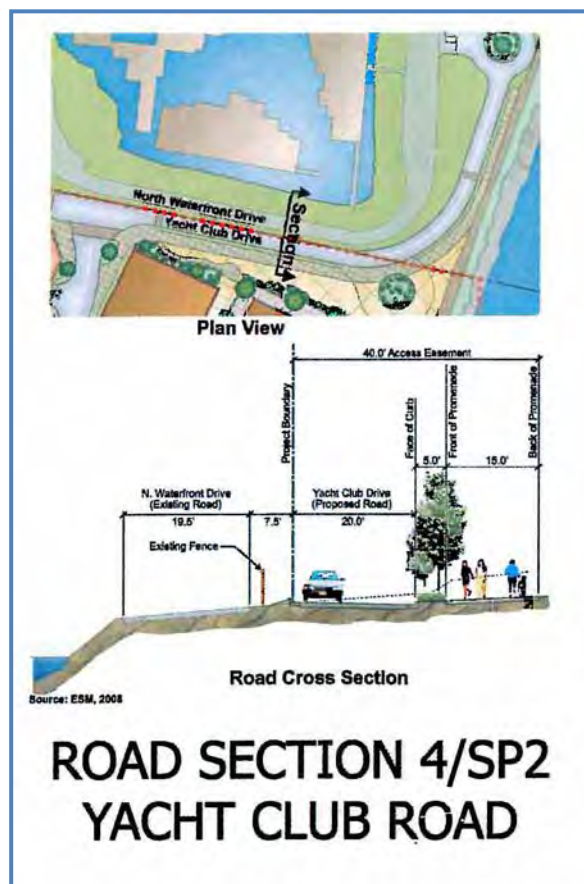 North Waterfront Drive
Yacht Club Drive
Section 4
Plan View
40.0' Access Easement
Project Boundary
Face of Curb
Front of Promenade
Back of Promenade
5.0'
15.0'
N. Waterfront Drive
(Existing Road)
Yacht Club Drive
(Proposed Road)
19.5'
7.5'
20.0'
Existing Fence
Road Cross Section
Source: ESM, 2008
ROAD SECTION 4/SP2
YACHT CLUB ROAD